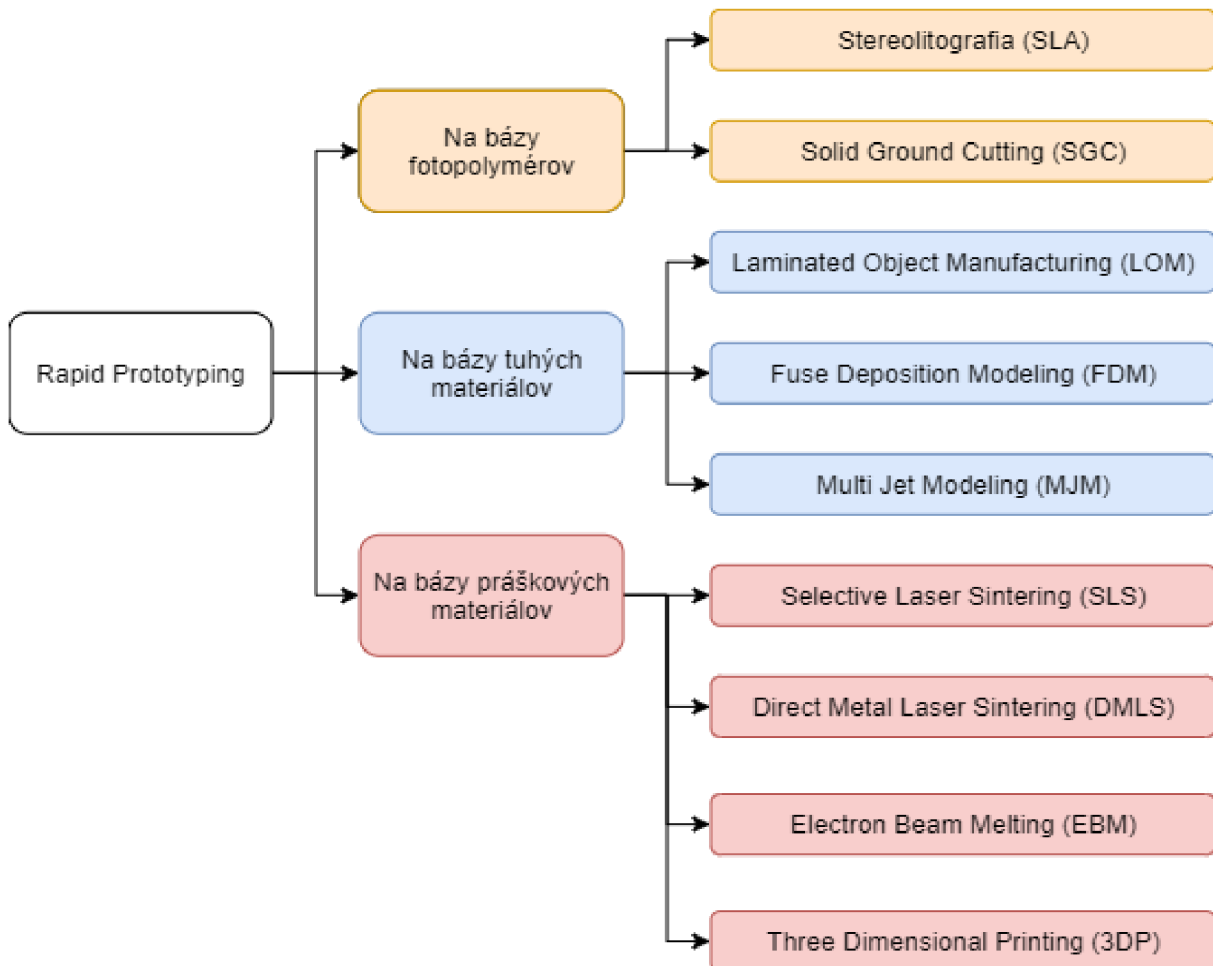 Rapid Prototyping
Na bázy
fotopolymérov
Stereolitografia (SLA)
Solid Ground Cutting (SGC)
Na bázy tuhých
materiálov
Laminated Object Manufacturing (LOM)
Fuse Deposition Modeling (FDM)
Multi Jet Modeling (MJM)
Na bázy práškových
materiálov
Selective Laser Sintering (SLS)
Direct Metal Laser Sintering (DMLS)
Electron Beam Melting (EBM)
Three Dimensional Printing (3DP)